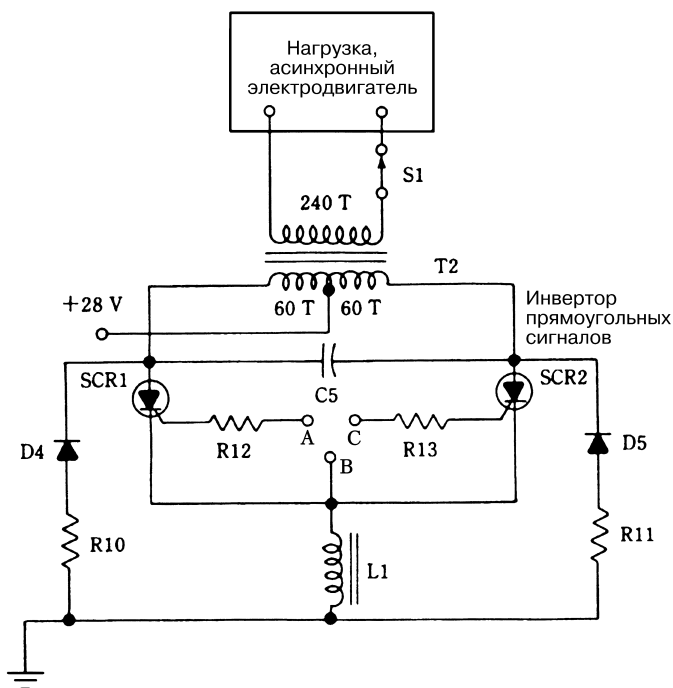 Нагрузка,
асинхронный
электродвигатель
S1
240 T
T2
+28 V
60 T 60 T
Инвертор
прямоугольных
сигналов
SCR1
C5
SCR2
A
C
R12
R13
B
D4
D5
R10
R11
L1